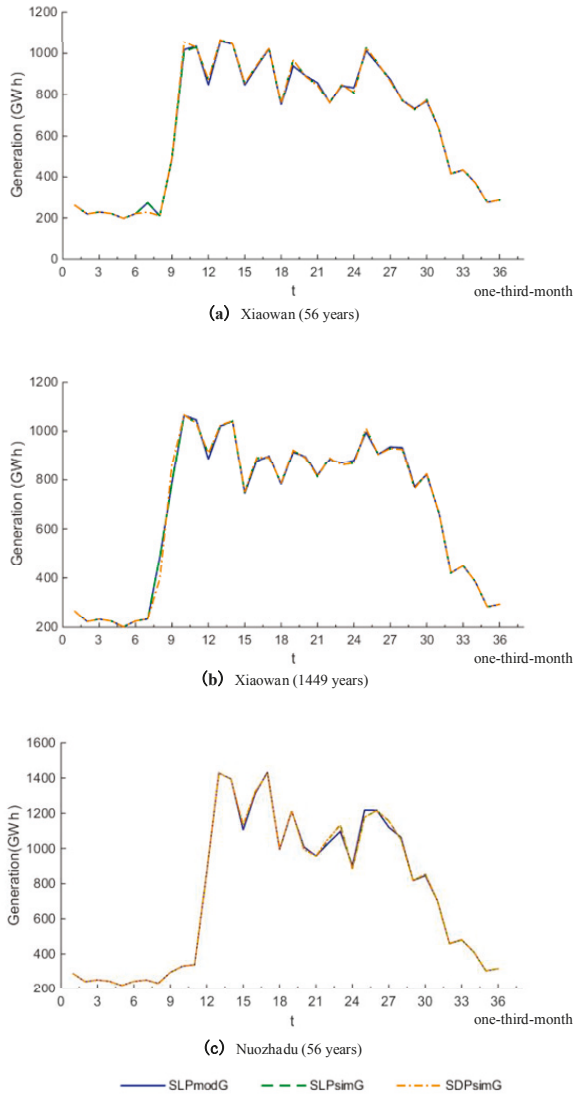 1200
1000
800
600
400
200
0
Generation (GWh)
0 3 6 9 12 15 18 21 24 27 30 33 36
t one-third-month
(a) Xiaowan (56 years)
1200
1000
800
600
400
200
Generation (GWh)
0 3 6 9 12 15 18 21 24 27 30 33 36
t one-third-month
(b) Xiaowan (1449 years)
1600
1400
1200
1000
800
600
400
200
Generation(GWh)
0 3 6 9 12 15 18 21 24 27 30 33 36
t one-third-month
(c) Nuozhadu (56 years)
SLPmodG SLPsimG SDPsimG